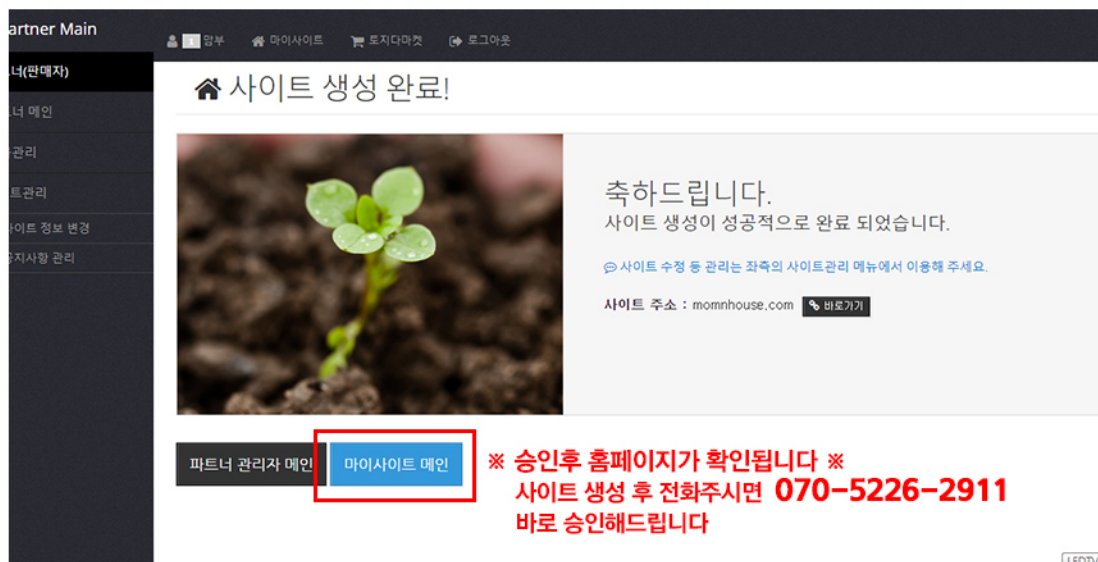 artner Main
1 맘부 마이사이트 토지다마켓 로그아웃
너(판매자)
너 메인
관리
트관리
이트 정보 변경
공지사항 관리
사이트 생성 완료!
축하드립니다.
사이트 생성이 성공적으로 완료 되었습니다.
사이트 수정 등 관리는 좌측의 사이트관리 메뉴에서 이용해 주세요.
사이트 주소 : momnhouse.com 바로가기
파트너 관리자 메인 마이사이트 메인
※ 승인후 홈페이지가 확인됩니다 ※
사이트 생성 후 전화주시면 070-5226-2911
바로 승인해드립니다